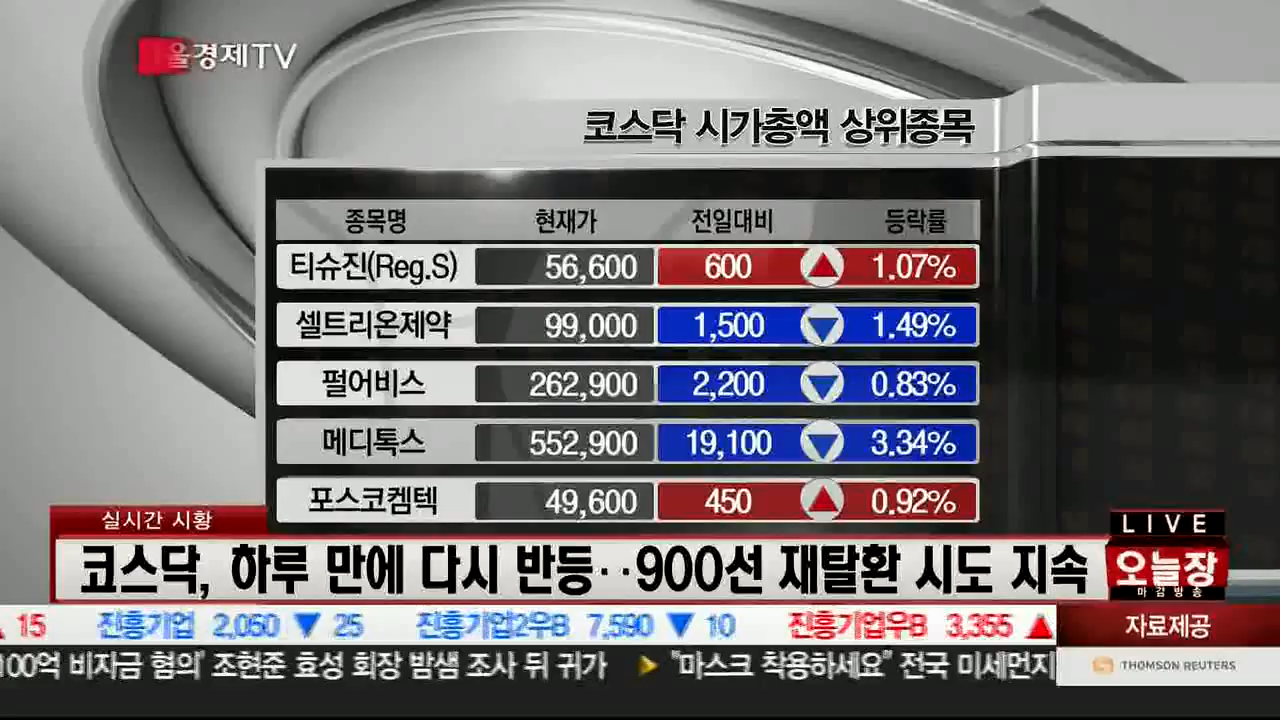 울경제TV
코스닥 시가총액 상위종목
종목명 현재가 전일대비 등락률
티슈진(Reg.S) 56,600 600 ▲ 1.07%
셀트리온제약 99,000 1,500 ▼ 1.49%
펄어비스 262,900 2,200 ▼ 0.83%
메디톡스 552,900 19,100 ▼ 3.34%
포스코켐텍 49,600 450 ▲ 0.92%
실시간 시황
코스닥, 하루 만에 다시 반등‥900선 재탈환 시도 지속
LIVE
오늘장
마감방송
▲ 15 진흥기업 2,050 ▼ 25 진흥기업2우B 7,590 ▼ 10 진흥기업우B 3,355 ▲
자료제공
100억 비자금 혐의' 조현준 효성 회장 밤샘 조사 뒤 귀가 ▶ "마스크 착용하세요" 전국 미세먼지
THOMSON REUTERS